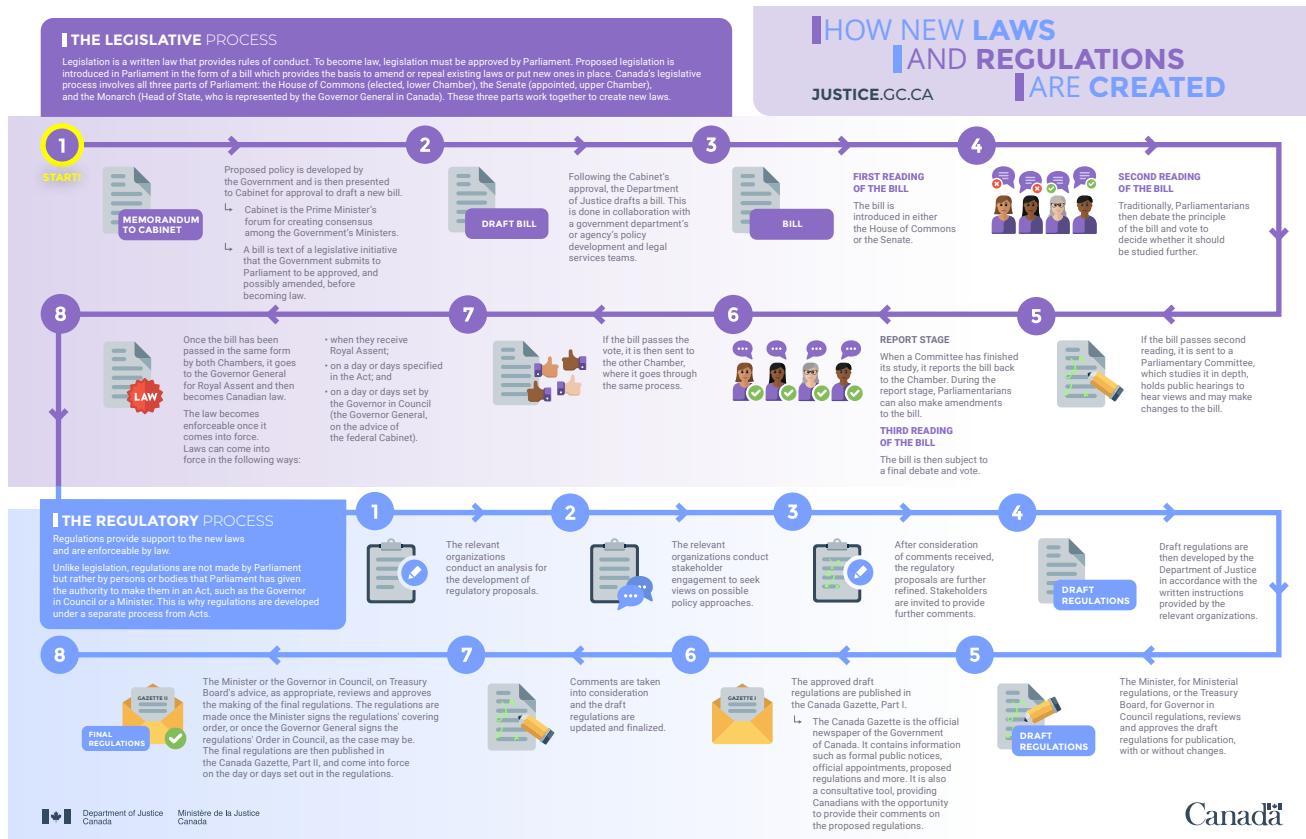 THE LEGISLATIVE PROCESS
Legislation is a written law that provides rules of conduct. To become law, legislation must be approved by Parliament. Proposed legislation is
introduced in Parliament in the form of a bill which provides the basis to amend or repeal existing laws or put new ones in place. Canada's legislative
process involves all three parts of Parliament: the House of Commons (elected, lower Chamber), the Senate (appointed, upper Chamber),
and the Monarch (Head of State, who is represented by the Governor General in Canada). These three parts work together to create new laws.
HOW NEW LAWS
AND REGULATIONS
ARE CREATED
JUSTICE.GC.CA
1
START!
MEMORANDUM
TO CABINET
Proposed policy is developed by
the Government and is then presented
to Cabinet for approval to draft a new bill.
Cabinet is the Prime Minister's
forum for creating consensus
among the Government's Ministers.
A bill is text of a legislative initiative
that the Government submits to
Parliament to be approved, and
possibly amended, before
becoming law.
2
DRAFT BILL
Following the Cabinet's
approval, the Department
of Justice drafts a bill. This
is done in collaboration with
a government department's
or agency's policy
development and legal
services teams.
3
BILL
FIRST READING
OF THE BILL
The bill is
introduced in either
the House of Commons
or the Senate.
4
SECOND READING
OF THE BILL
Traditionally, Parliamentarians
then debate the principle
of the bill and vote to
decide whether it should
be studied further.
5
If the bill passes second
reading, it is sent to a
Parliamentary Committee,
which studies it in depth,
holds public hearings to
hear views and may make
changes to the bill.
6
REPORT STAGE
When a Committee has finished
its study, it reports the bill back
to the Chamber. During the
report stage, Parliamentarians
can also make amendments
to the bill.
THIRD READING
OF THE BILL
The bill is then subject to
a final debate and vote.
7
If the bill passes the
vote, it is then sent to
the other Chamber,
where it goes through
the same process.
8
LAW
Once the bill has been
passed in the same form
by both Chambers, it goes
to the Governor General
for Royal Assent and then
becomes Canadian law.
The law becomes
enforceable once it
comes into force.
Laws can come into
force in the following ways:
• when they receive
Royal Assent;
• on a day or days specified
in the Act; and
• on a day or days set by
the Governor in Council
(the Governor General,
on the advice of
the federal Cabinet).
THE REGULATORY PROCESS
Regulations provide support to the new laws
and are enforceable by law.
Unlike legislation, regulations are not made by Parliament
but rather by persons or bodies that Parliament has given
the authority to make them in an Act, such as the Governor
in Council or a Minister. This is why regulations are developed
under a separate process from Acts.
1
The relevant
organizations
conduct an analysis for
the development of
regulatory proposals.
2
The relevant
organizations conduct
stakeholder
engagement to seek
views on possible
policy approaches.
3
After consideration
of comments received,
the regulatory
proposals are further
refined. Stakeholders
are invited to provide
further comments.
4
DRAFT
REGULATIONS
Draft regulations are
then developed by the
Department of Justice
in accordance with the
written instructions
provided by the
relevant organizations.
5
DRAFT
REGULATIONS
The Minister, for Ministerial
regulations, or the Treasury
Board, for Governor in
Council regulations, reviews
and approves the draft
regulations for publication,
with or without changes.
6
GAZETTE I
The approved draft
regulations are published in
the Canada Gazette, Part I.
The Canada Gazette is the official
newspaper of the Government
of Canada. It contains information
such as formal public notices,
official appointments, proposed
regulations and more. It is also
a consultative tool, providing
Canadians with the opportunity
to provide their comments on
the proposed regulations.
7
Comments are taken
into consideration
and the draft
regulations are
updated and finalized.
8
GAZETTE II
FINAL
REGULATIONS
The Minister or the Governor in Council, on Treasury
Board's advice, as appropriate, reviews and approves
the making of the final regulations. The regulations are
made once the Minister signs the regulations' covering
order, or once the Governor General signs the
regulations' Order in Council, as the case may be.
The final regulations are then published in
the Canada Gazette, Part II, and come into force
on the day or days set out in the regulations.
Department of Justice
Canada
Ministère de la Justice
Canada
Canada